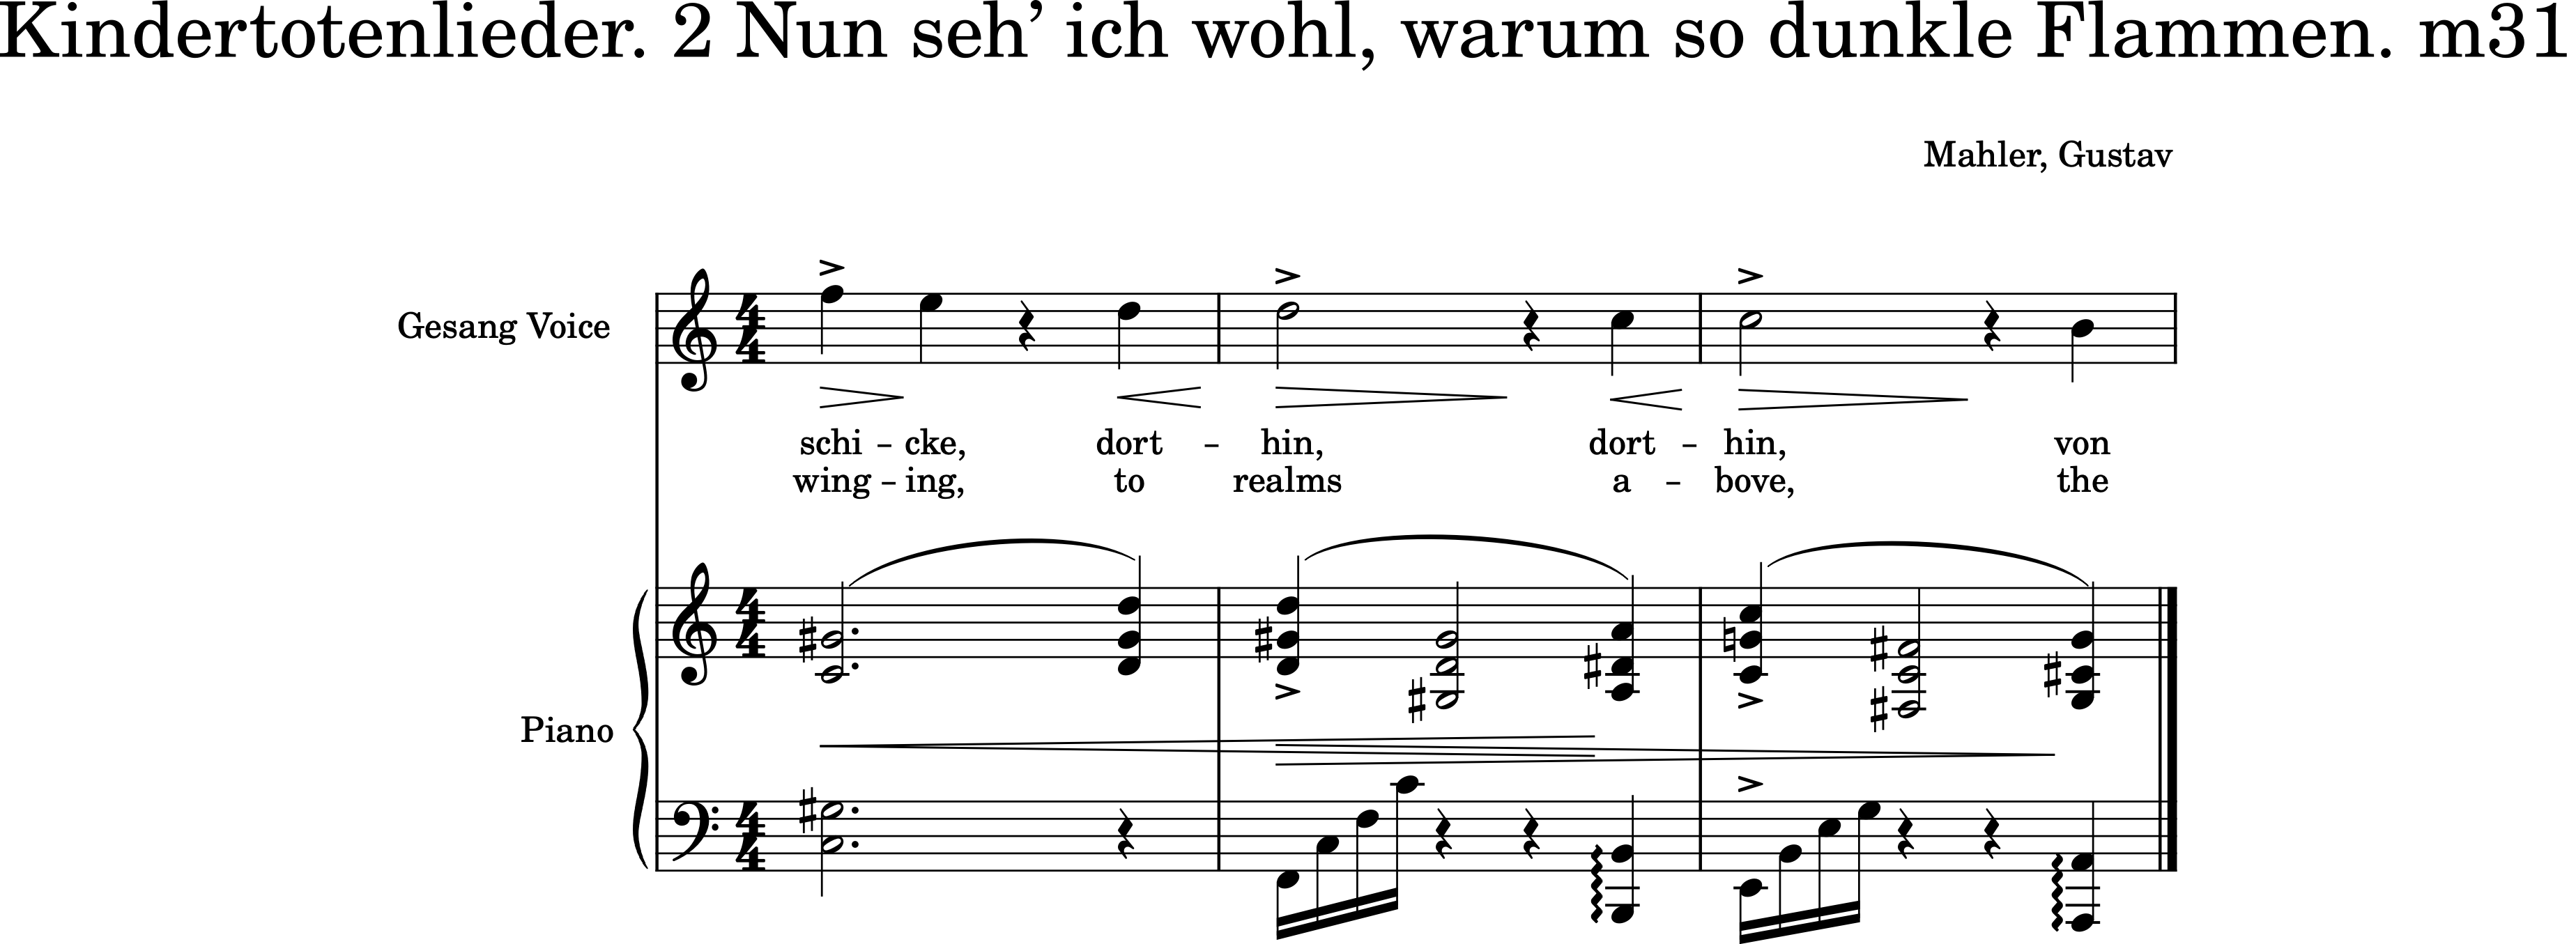 Kindertotenlieder. 2 Nun seh’ ich wohl, warum so dunkle Flammen. m31
Mahler, Gustav
Gesang Voice
schi – cke, dort – hin, dort – hin, von
wing – ing, to realms a – bove, the
Piano